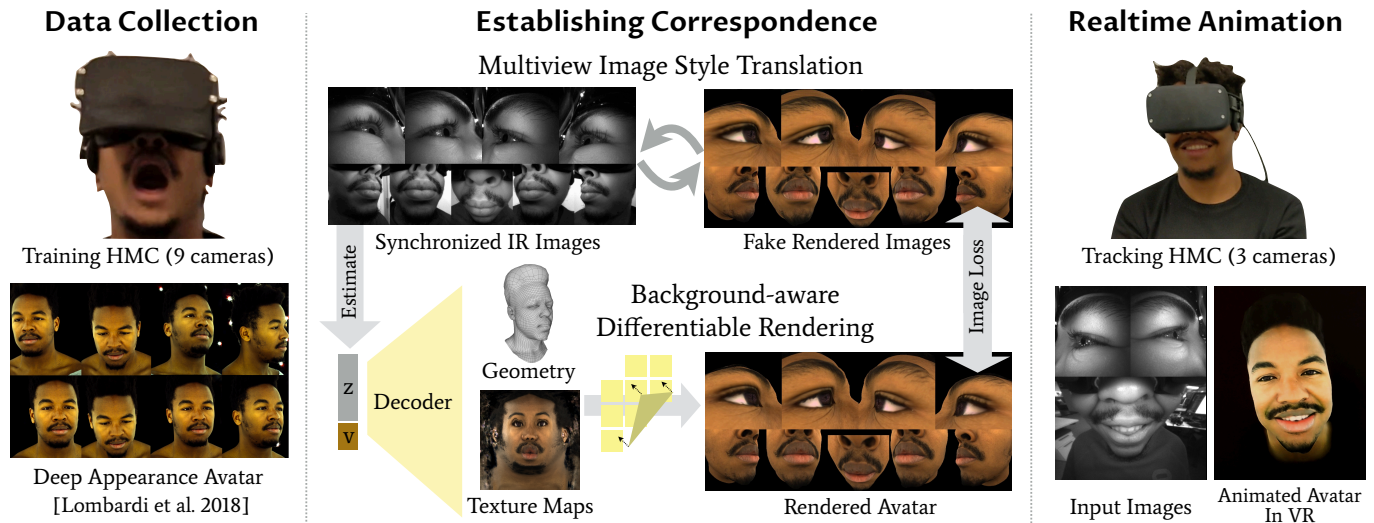 Data Collection
Training HMC (9 cameras)
Deep Appearance Avatar
[Lombardi et al. 2018]
Establishing Correspondence
Multiview Image Style Translation
Synchronized IR Images
Fake Rendered Images
Estimate
Image Loss
Background-aware
Differentiable Rendering
z
v
Decoder
Geometry
Texture Maps
Rendered Avatar
Realtime Animation
Tracking HMC (3 cameras)
Input Images
Animated Avatar
In VR